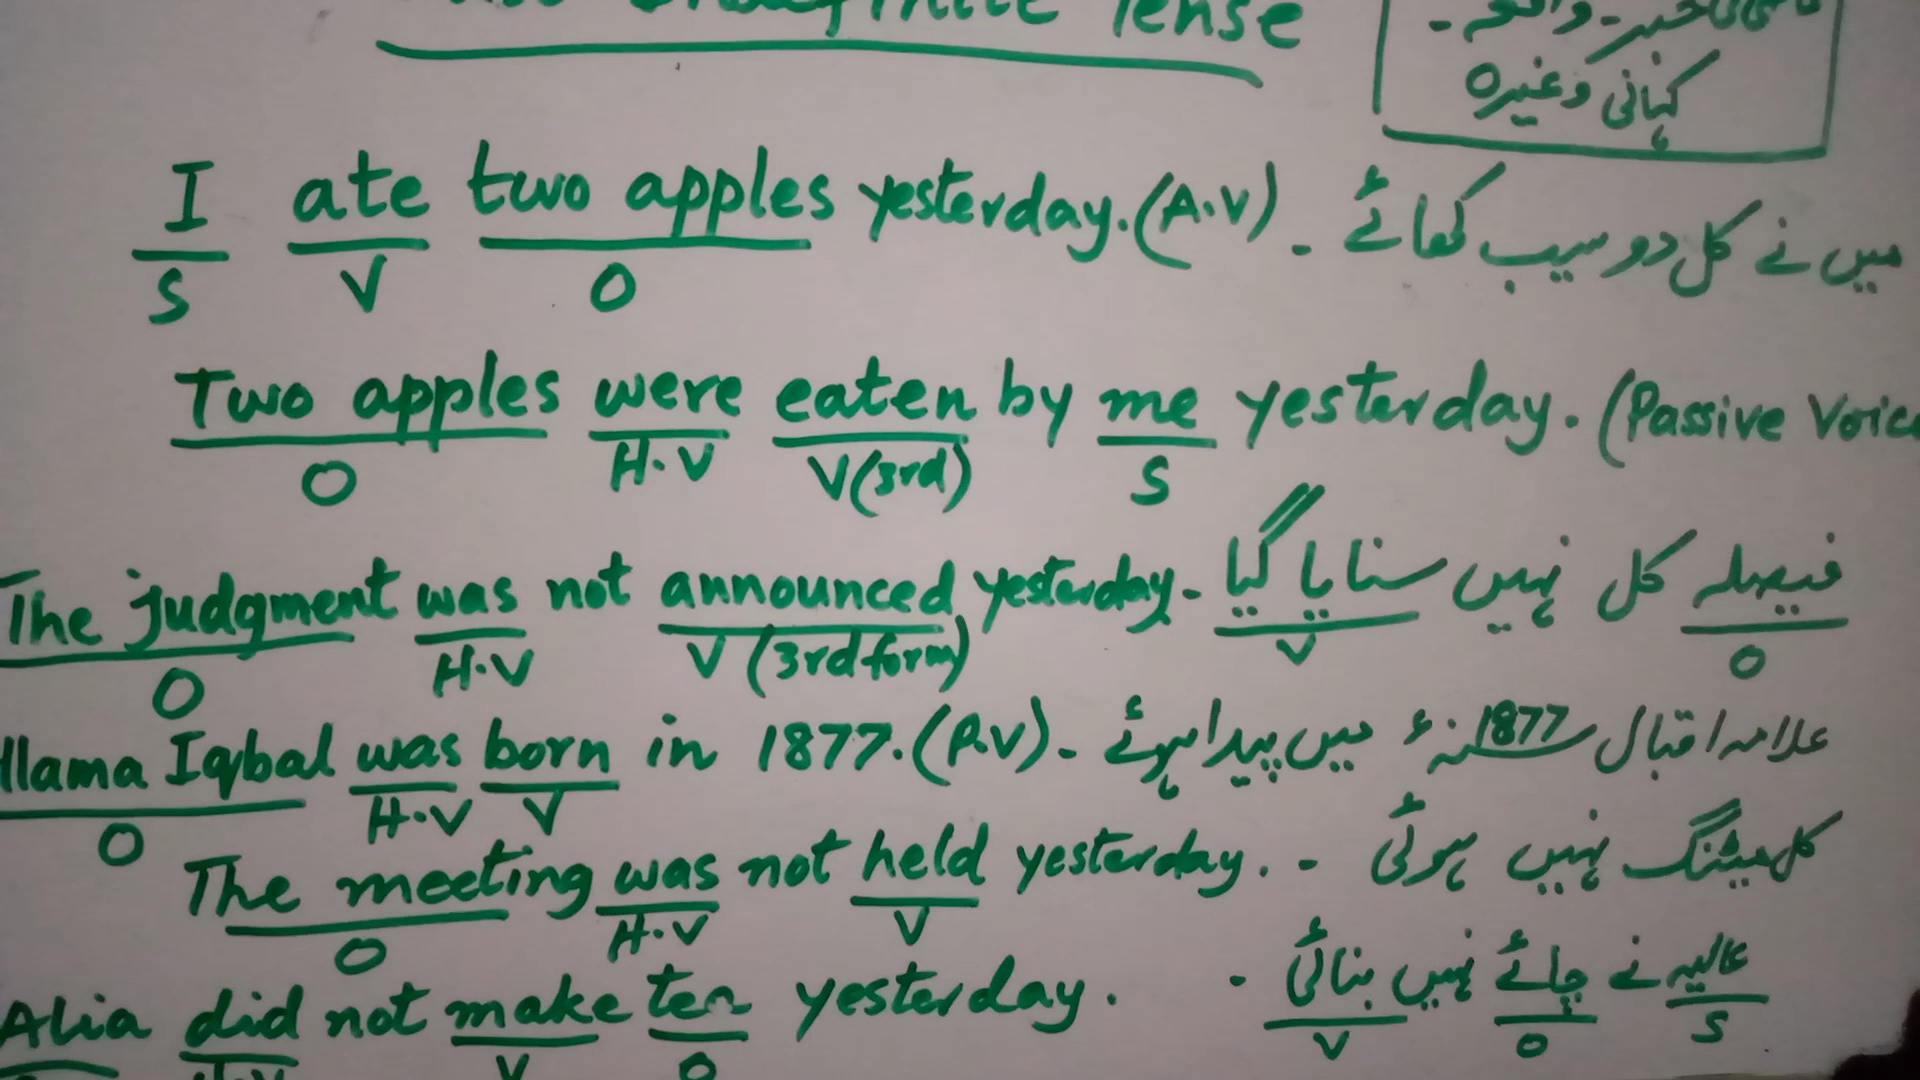 Indefinite Tense
کہانی وغیرہ
I ate two apples yesterday. (A.V) میں نے کل دو سیب کھائے ۔
S V O
Two apples were eaten by me yesterday. (Passive Voice
O H.V V(3rd) S
The judgment was not announced yesterday. فیصلہ کل نہیں سنایا گیا
O H.V V (3rd form) V O
llama Iqbal was born in 1877. (P.V) علامہ اقبال 1877ء میں پیدا ہوئے ۔
O H.V V
The meeting was not held yesterday. کل میٹنگ نہیں ہوئی ۔
O H.V V
Alia did not make tea yesterday. عالیہ نے چائے نہیں بنائی ۔
H.V V O V O S